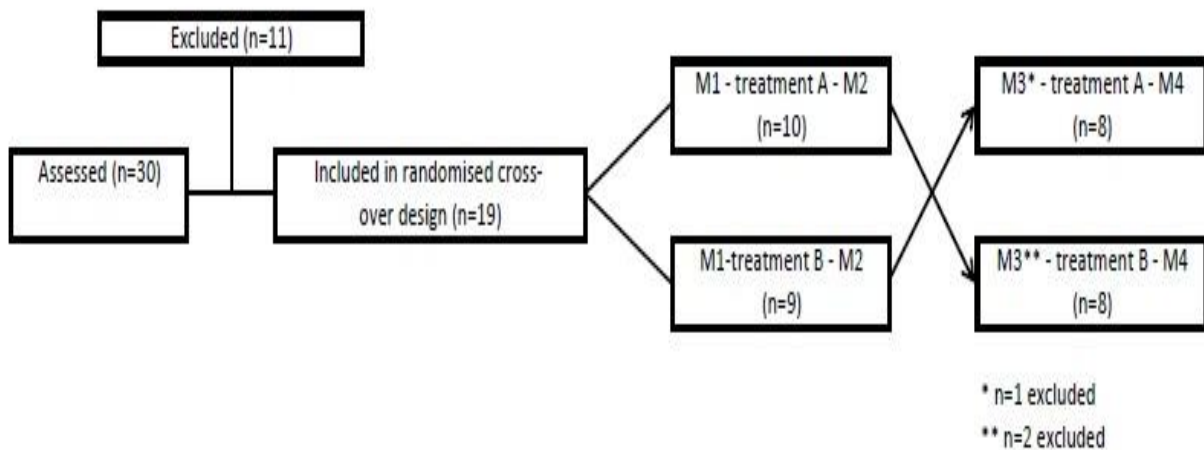 Excluded (n=11)
Assessed (n=30)
Included in randomised cross-
over design (n=19)
M1 - treatment A - M2
(n=10)
M1-treatment B - M2
(n=9)
M3* - treatment A - M4
(n=8)
M3** - treatment B - M4
(n=8)
* n=1 excluded
** n=2 excluded